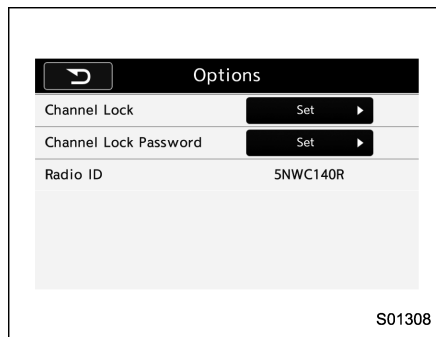 Options
Channel Lock Set
Channel Lock Password Set
Radio ID 5NWC140R
S01308